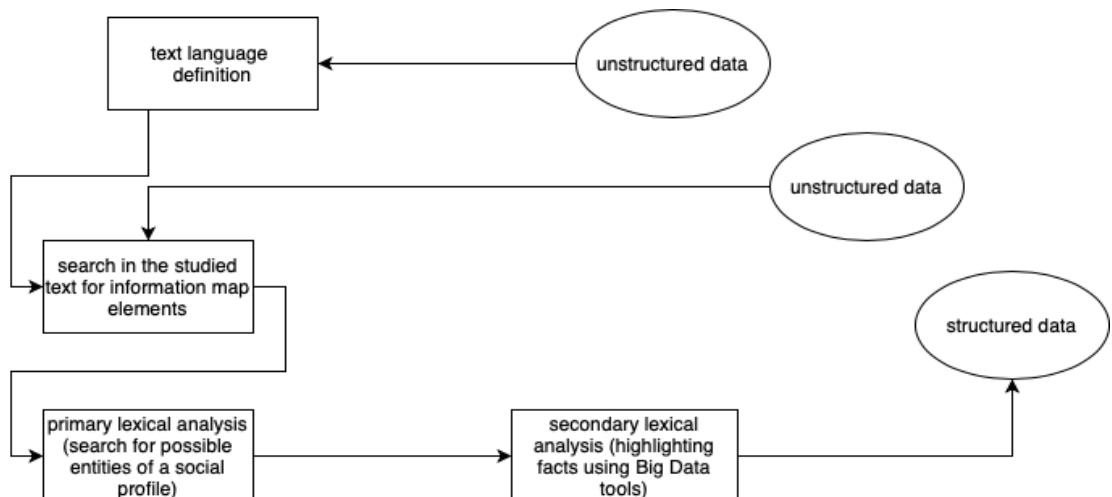 text language
definition
unstructured data
unstructured data
search in the studied
text for information map
elements
structured data
primary lexical analysis
(search for possible
entities of a social
profile)
secondary lexical
analysis (highlighting
facts using Big Data
tools)